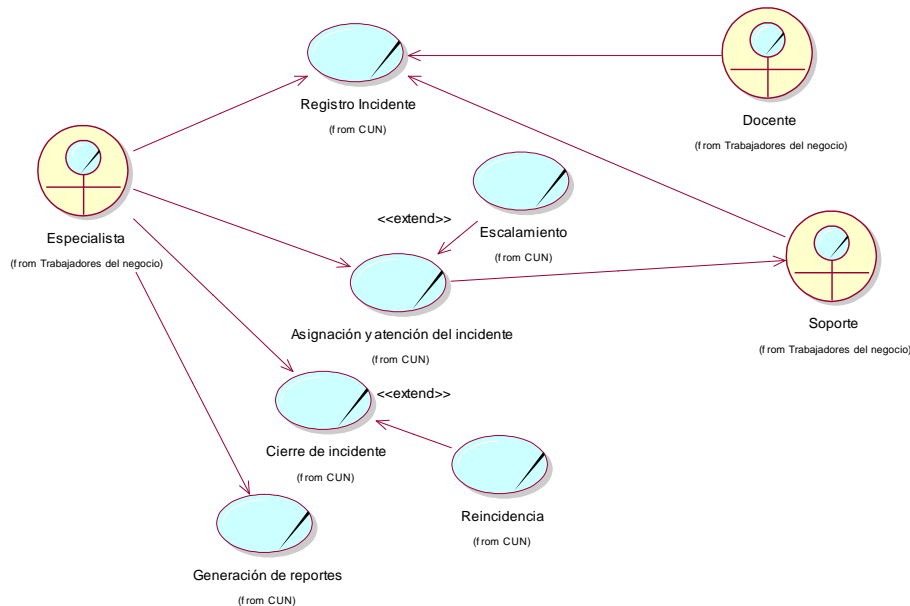 Registro Incidente
(from CUN)
Docente
(from Trabajadores del negocio)
Especialista
(from Trabajadores del negocio)
<<extend>>
Escalamiento
(from CUN)
Asignación y atención del incidente
(from CUN)
Soporte
(from Trabajadores del negocio)
<<extend>>
Cierre de incidente
(from CUN)
Reincidencia
(from CUN)
Generación de reportes
(from CUN)